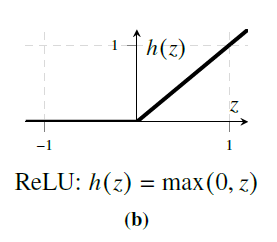 1
h(z)
z
−1
1
ReLU: h(z) = max(0, z)
(b)